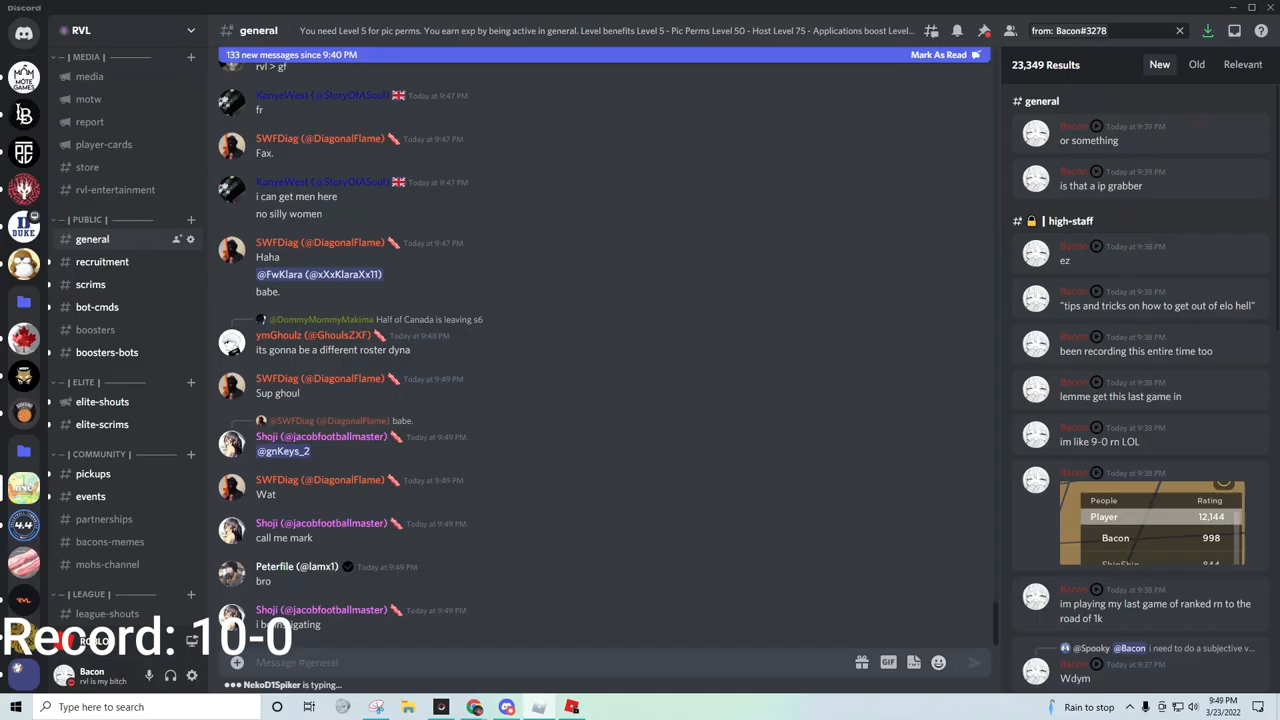 Discord
RVL
| MEDIA |
media
motw
report
player-cards
store
rvl-entertainment
| PUBLIC |
general
recruitment
scrims
bot-cmds
boosters
boosters-bots
| ELITE |
elite-shouts
elite-scrims
| COMMUNITY |
pickups
events
partnerships
bacons-memes
mohs-channel
| LEAGUE |
league-shouts
ROBLO
Record: 10-0
Bacon
rvl is my bitch
general
You need Level 5 for pic perms. You earn exp by being active in general. Level benefits Level 5 - Pic Perms Level 50 - Host Level 75 - Applications boost Level...
133 new messages since 9:40 PM
Mark As Read
rvl > gf
KanyeWest (@StoryOfASoul) Today at 9:47 PM
fr
SWFDiag (@DiagonalFlame) Today at 9:47 PM
Fax.
KanyeWest (@StoryOfASoul) Today at 9:47 PM
i can get men here
no silly women
SWFDiag (@DiagonalFlame) Today at 9:47 PM
Haha
@FwKlara (@xXxKlaraXx11)
babe.
@DommyMommyMakima Half of Canada is leaving s6
ymGhoulz (@GhoulsZXF) Today at 9:48 PM
its gonna be a different roster dyna
SWFDiag (@DiagonalFlame) Today at 9:49 PM
Sup ghoul
@SWFDiag (@DiagonalFlame) babe.
Shoji (@jacobfootballmaster) Today at 9:49 PM
@gnKeys_2
SWFDiag (@DiagonalFlame) Today at 9:49 PM
Wat
Shoji (@jacobfootballmaster) Today at 9:49 PM
call me mark
Peterfile (@lamx1) Today at 9:49 PM
bro
Shoji (@jacobfootballmaster) Today at 9:49 PM
Message #general
NekoD1Spiker is typing...
from: Bacon#3278
23,349 Results
New
Old
Relevant
# general
Bacon Today at 9:39 PM
or something
Bacon Today at 9:39 PM
is that a ip grabber
# | high-staff
Bacon Today at 9:38 PM
ez
Bacon Today at 9:38 PM
"tips and tricks on how to get out of elo hell"
Bacon Today at 9:38 PM
been recording this entire time too
Bacon Today at 9:38 PM
lemme get this last game in
Bacon Today at 9:38 PM
im like 9-0 rn LOL
Bacon Today at 9:38 PM
People Rating
Player 12,144
Bacon 998
ShinShin 844
Bacon Today at 9:38 PM
im playing my last game of ranked rn to the
road of 1k
@Spooky @Bacon i need to do a subjective v...
Bacon Today at 9:37 PM
Wdym
Type here to search
Rain to stop
9:49 PM
3/23/2022